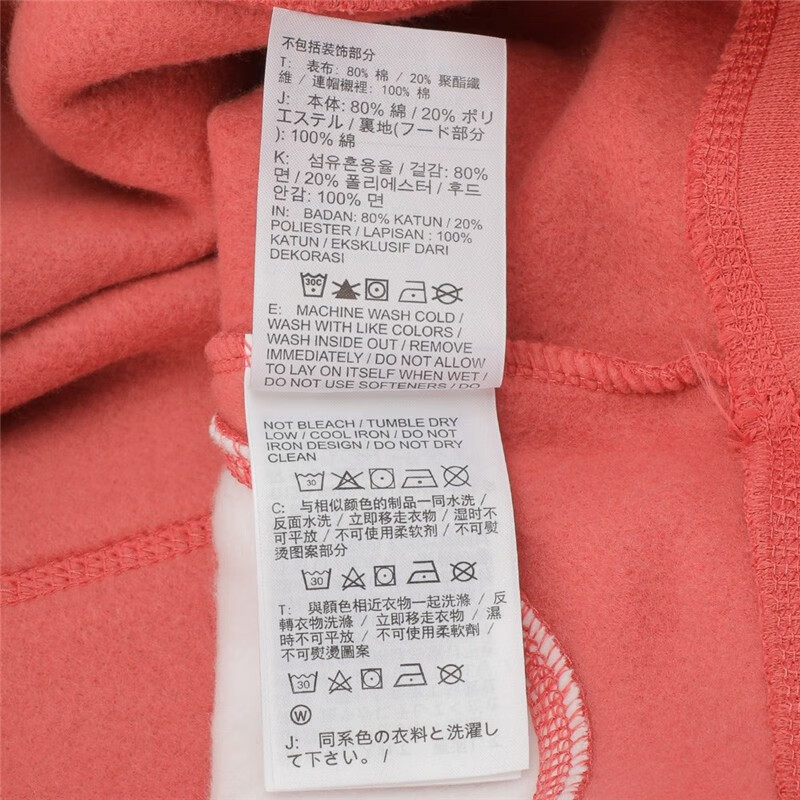 不包括装饰部分
T: 表布: 80% 棉 / 20% 聚酯纖
維 / 連帽襯裡: 100% 棉
J: 本体: 80% 綿 / 20% ポリ
エステル / 裏地(フード部分
): 100% 綿
K: 섬유혼용율 / 겉감: 80%
면 / 20% 폴리에스터 / 후드
안감: 100% 면
IN: BADAN: 80% KATUN / 20%
POLIESTER / LAPISAN : 100%
KATUN / EKSKLUSIF DARI
DEKORASI
30C
E: MACHINE WASH COLD /
WASH WITH LIKE COLORS /
WASH INSIDE OUT / REMOVE
IMMEDIATELY / DO NOT ALLOW
TO LAY ON ITSELF WHEN WET /
DO NOT USE SOFTENERS / DO
NOT BLEACH / TUMBLE DRY
LOW / COOL IRON / DO NOT
IRON DESIGN / DO NOT DRY
CLEAN
30
C: 与相似颜色的制品一同水洗 /
反面水洗 / 立即移走衣物 / 湿时不
可平放 / 不可使用柔软剂 / 不可熨
烫图案部分
30
T: 與顏色相近衣物一起洗滌 / 反
轉衣物洗滌 / 立即移走衣物 / 濕
時不可平放 / 不可使用柔軟劑 /
不可熨燙圖案
30
W
J: 同系色の衣料と洗濯し
て下さい。 /